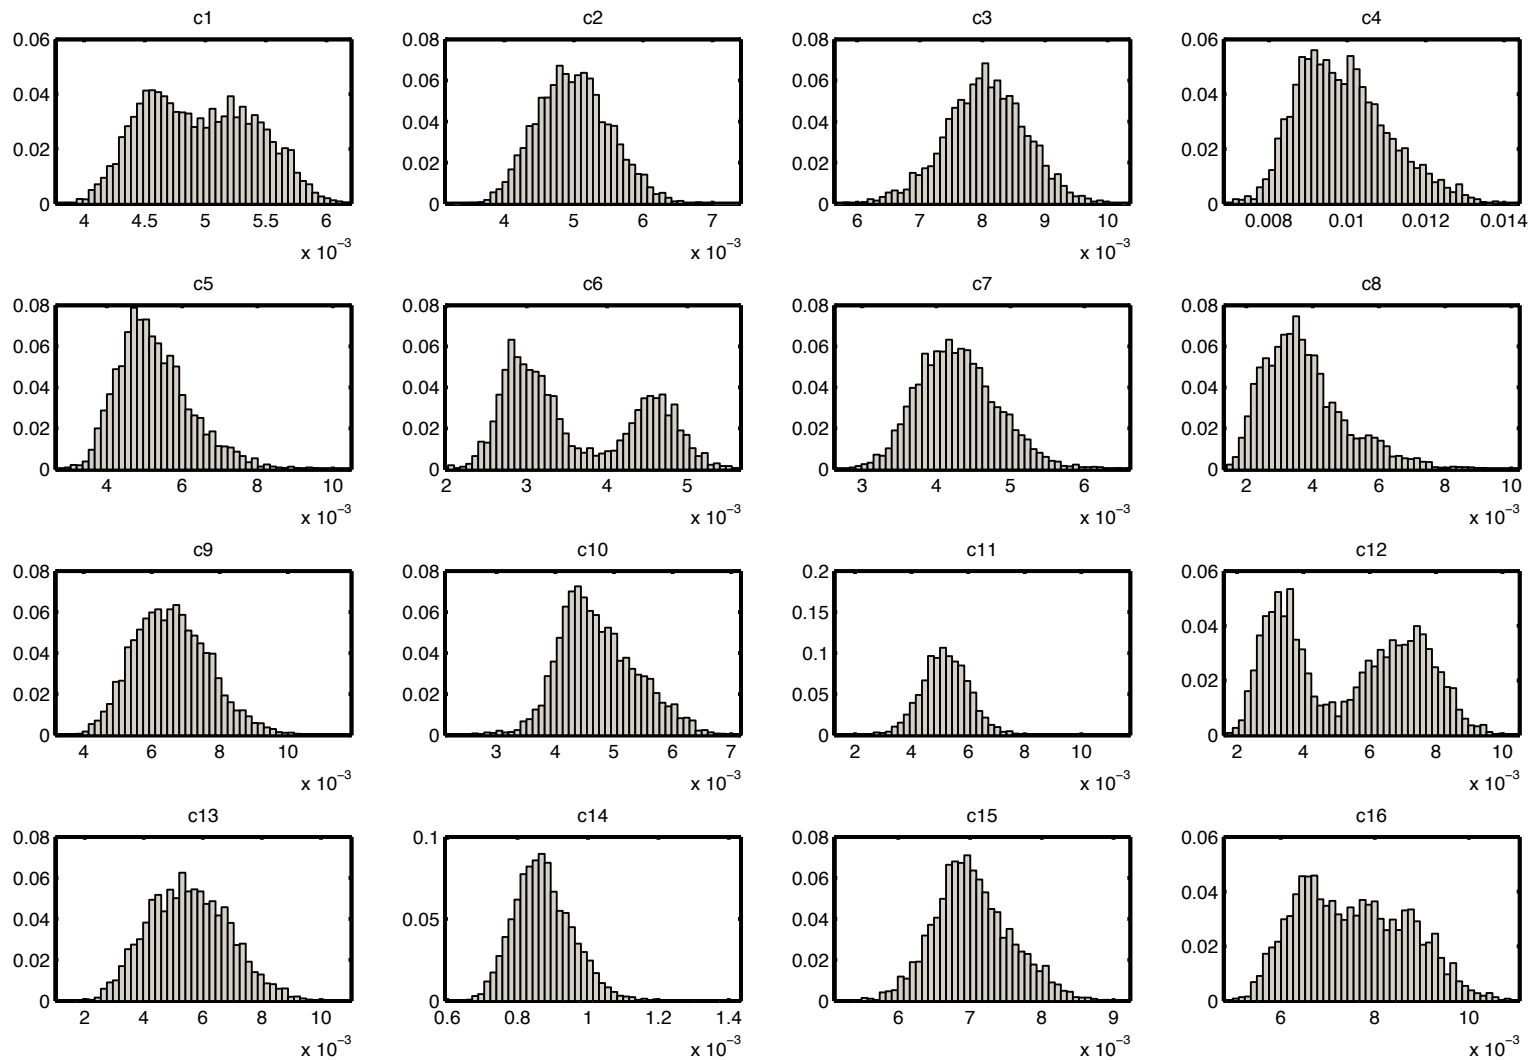 c1 c2 c3 c4
0.06 0.04 0.02 0
4 4.5 5 5.5 6
x 10−3
0.08 0.06 0.04 0.02 0
4 5 6 7
x 10−3
0.08 0.06 0.04 0.02 0
6 7 8 9 10
x 10−3
0.06 0.04 0.02 0
0.008 0.01 0.012 0.014
c5 c6 c7 c8
0.08 0.06 0.04 0.02 0
4 6 8 10
x 10−3
0.08 0.06 0.04 0.02 0
2 3 4 5
x 10−3
0.08 0.06 0.04 0.02 0
3 4 5 6
x 10−3
0.08 0.06 0.04 0.02 0
2 4 6 8 10
x 10−3
c9 c10 c11 c12
0.08 0.06 0.04 0.02 0
4 6 8 10
x 10−3
0.08 0.06 0.04 0.02 0
3 4 5 6 7
x 10−3
0.2 0.15 0.1 0.05 0
2 4 6 8 10
x 10−3
0.06 0.04 0.02 0
2 4 6 8 10
x 10−3
c13 c14 c15 c16
0.08 0.06 0.04 0.02 0
2 4 6 8 10
x 10−3
0.1 0.05 0
0.6 0.8 1 1.2 1.4
x 10−3
0.08 0.06 0.04 0.02 0
6 7 8 9
x 10−3
0.06 0.04 0.02 0
6 8 10
x 10−3